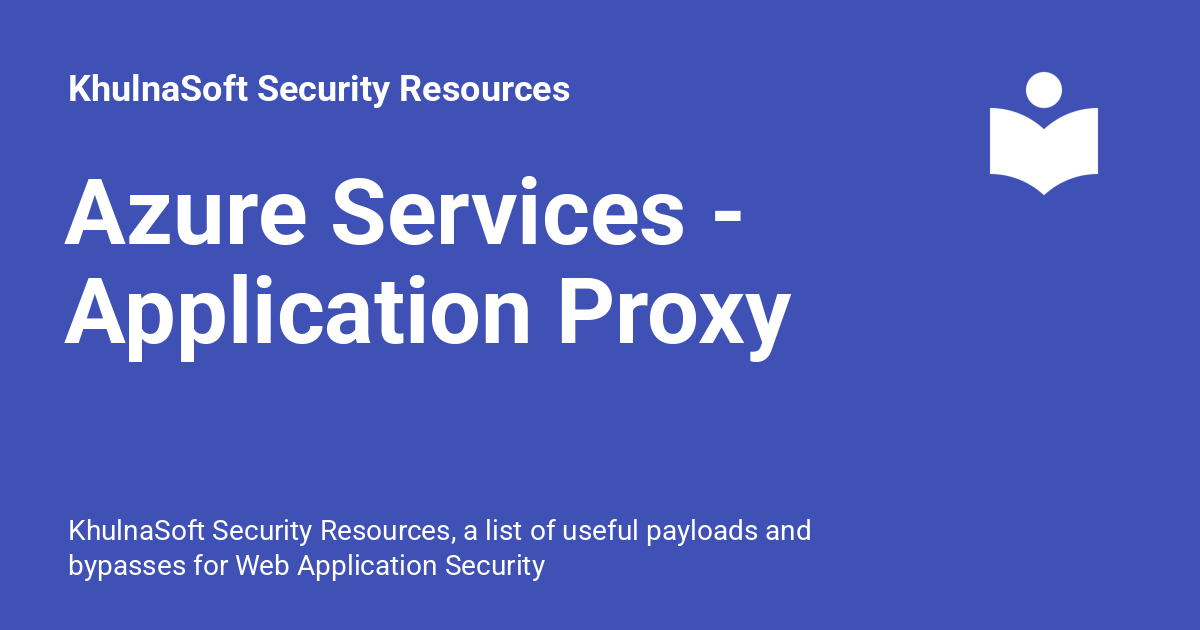 KhulnaSoft Security Resources
Azure Services -
Application Proxy
KhulnaSoft Security Resources, a list of useful payloads and
bypasses for Web Application Security